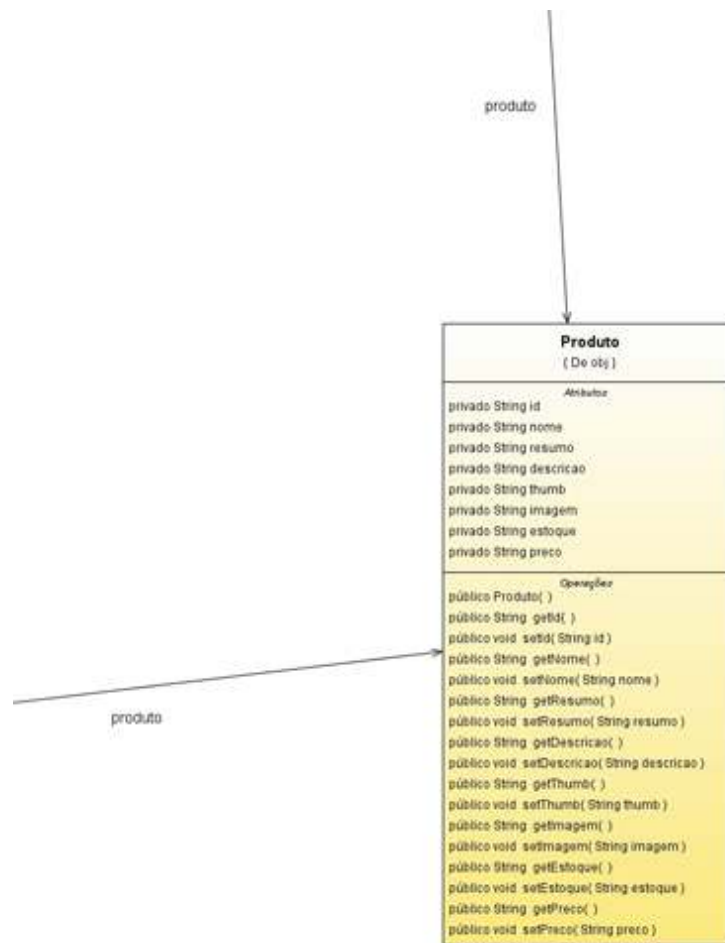 produto
Produto
( De obj )
Atributos
privado String id
privado String nome
privado String resumo
privado String descricao
privado String thumb
privado String imagem
privado String estoque
privado String preco
Operações
público Produto( )
público String getId( )
público void setId( String id )
público String getNome( )
público void setNome( String nome )
público String getResumo( )
público void setResumo( String resumo )
produto
público String getDescricao( )
público void setDescricao( String descricao )
público String getThumb( )
público void setThumb( String thumb )
público String getImagem( )
público void setImagem( String imagem )
público String getEstoque( )
público void setEstoque( String estoque )
público String getPreco( )
público void setPreco( String preco )